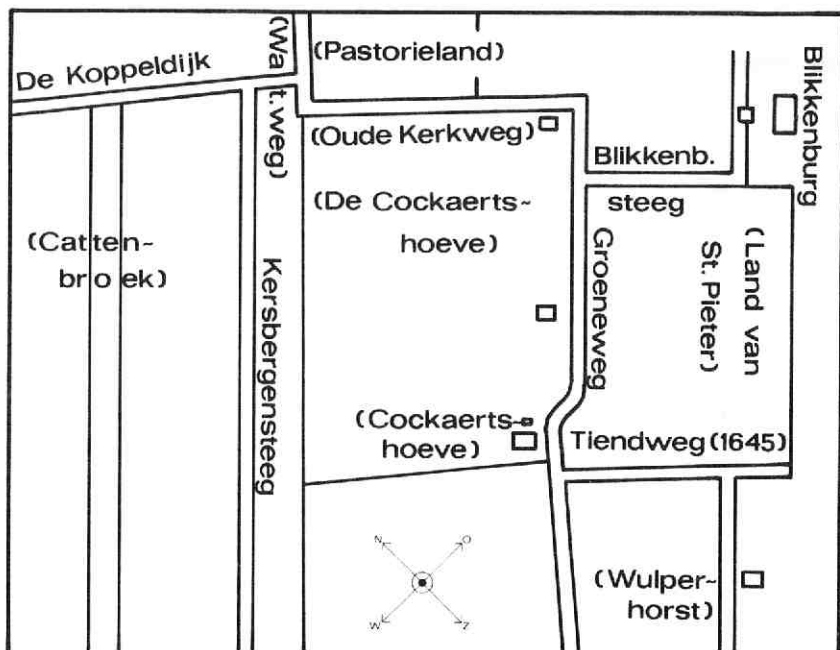 De Koppeldijk
(Wa t.weg)
(Pastorieland)
Blikkenburg
(Oude Kerkweg)
Blikkenb.
steeg
(De Cockaerts-
hoeve)
(Catten-
broek)
Kersbergensteeg
Groeneweg
(Land van
St. Pieter)
(Cockaerts-
hoeve)
Tiendweg (1645)
N
O
W
Z
(Wulper-
horst)